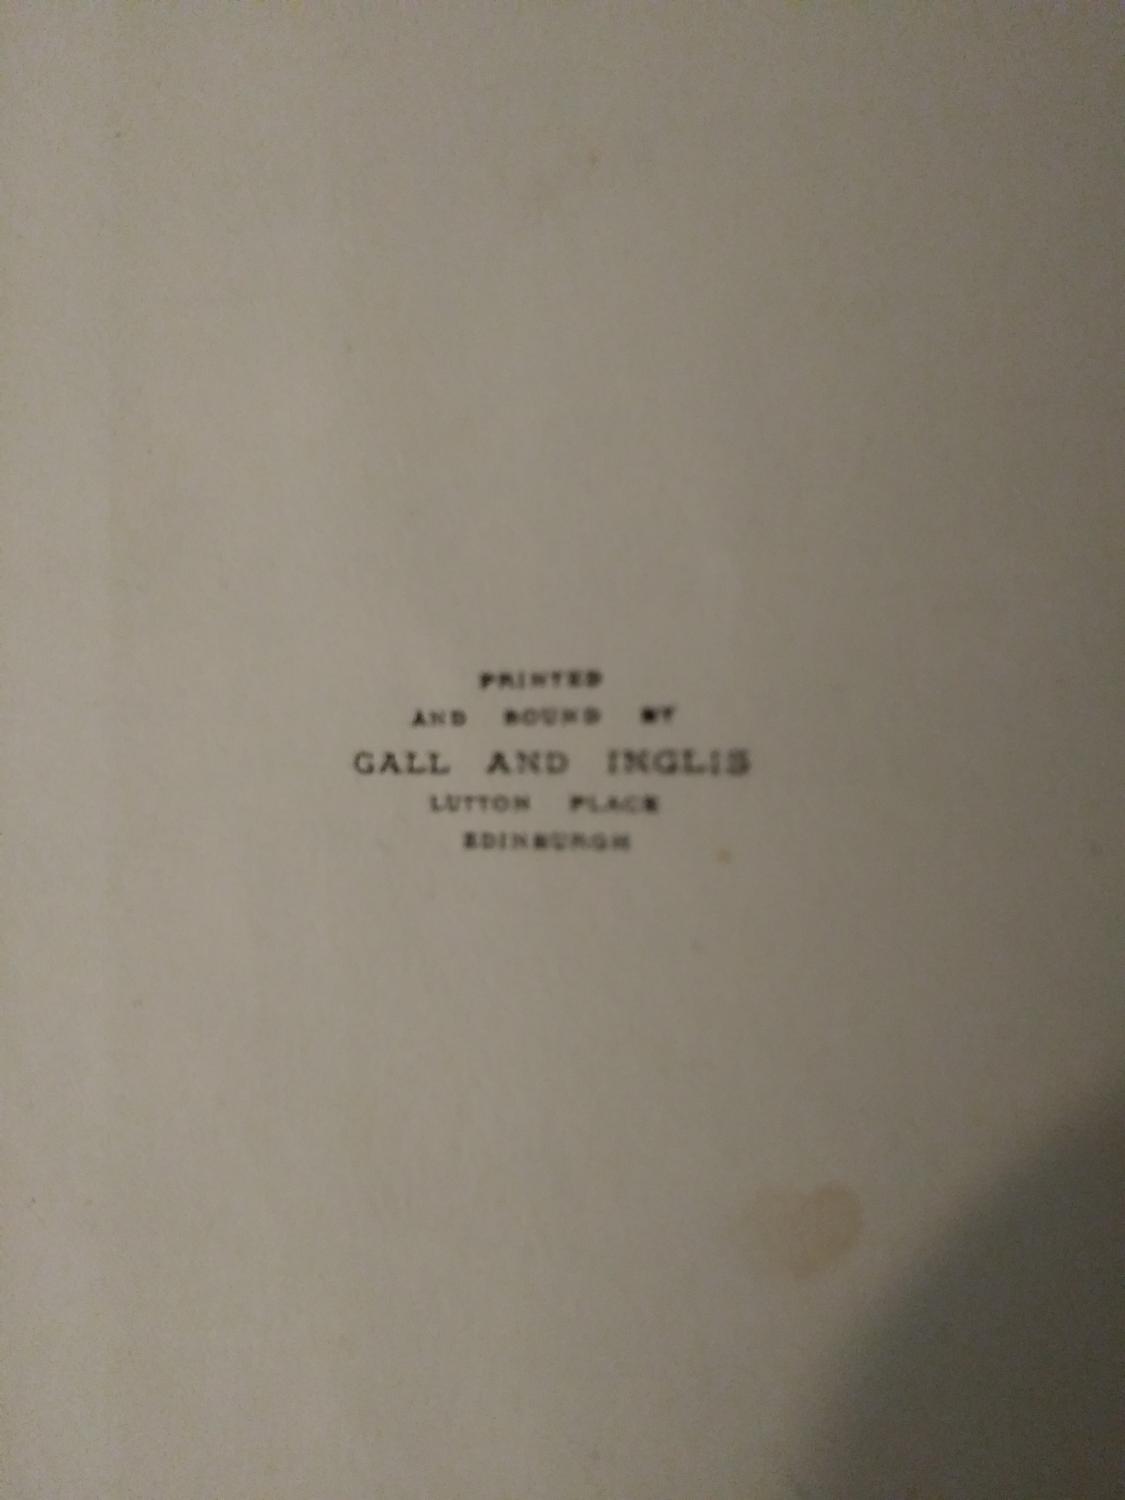 PRINTED
AND BOUND BY
GALL AND INGLIS
LUTTON PLACE
EDINBURGH